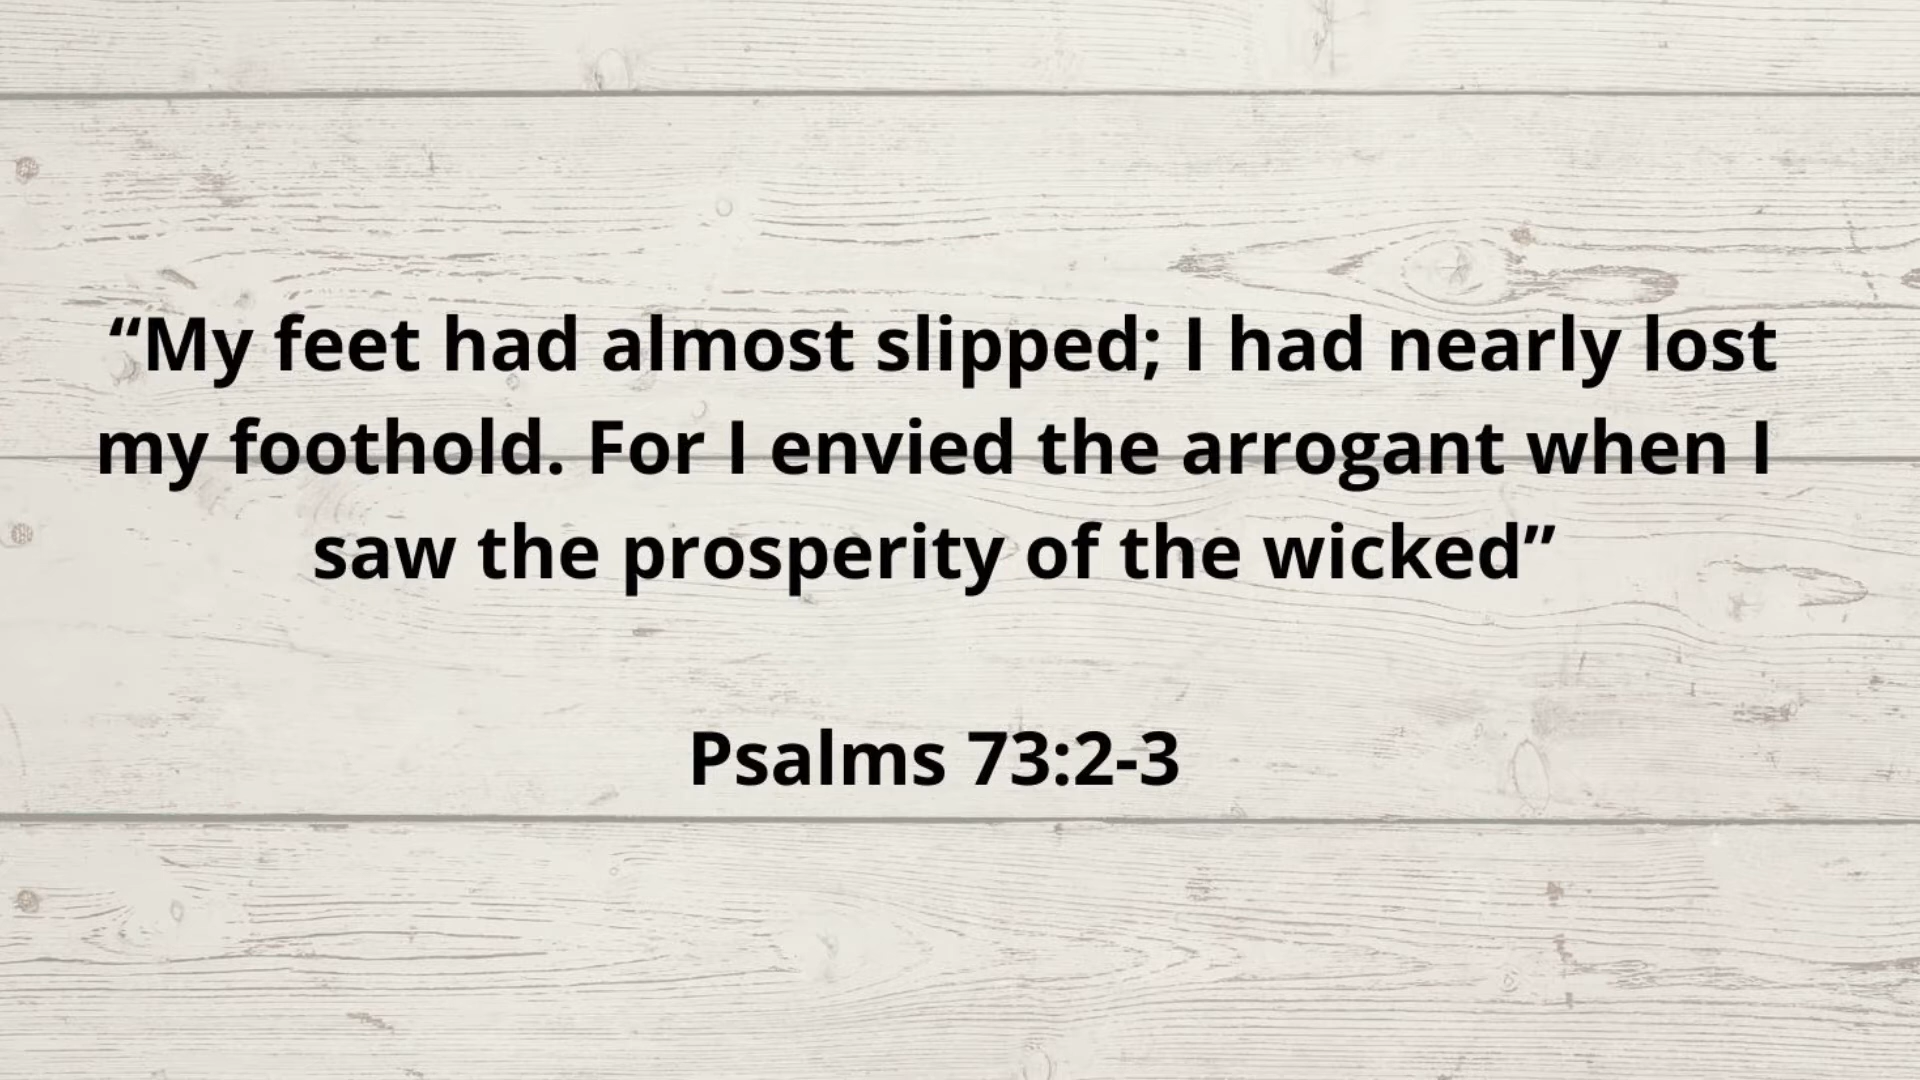 “My feet had almost slipped; I had nearly lost
my foothold. For I envied the arrogant when I
saw the prosperity of the wicked”
Psalms 73:2-3